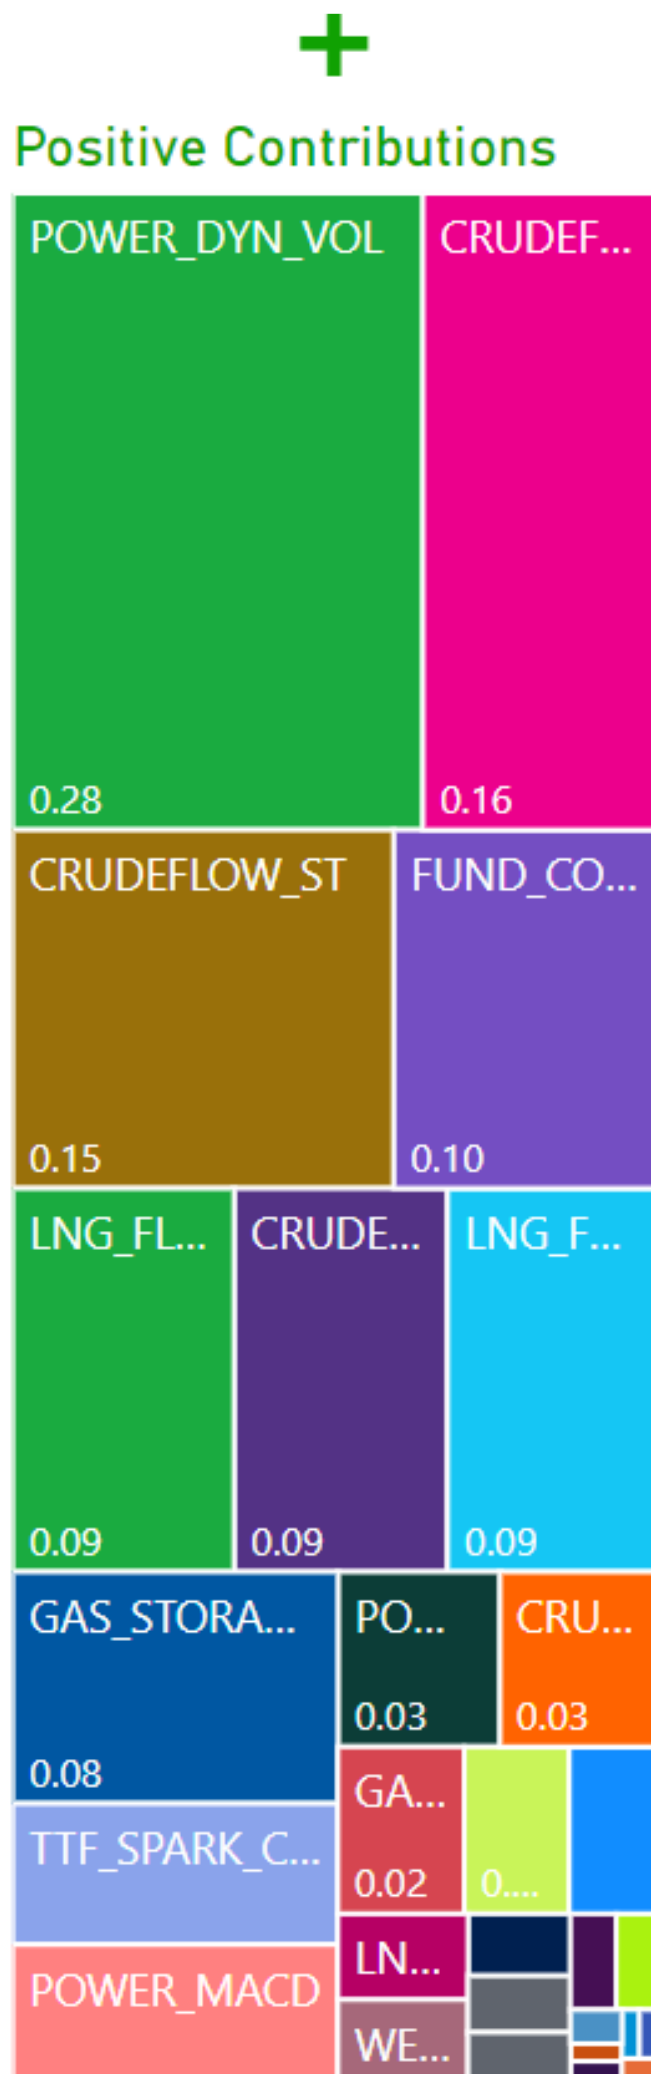 +
Positive Contributions
POWER_DYN_VOL
CRUDEF...
0.28
0.16
CRUDEFLOW_ST
FUND_CO...
0.15
0.10
LNG_FL...
CRUDE...
LNG_F...
0.09
0.09
0.09
GAS_STORA...
PO...
CRU...
0.03
0.03
0.08
GA...
TTF_SPARK_C...
0.02
0....
LN...
POWER_MACD
WE...